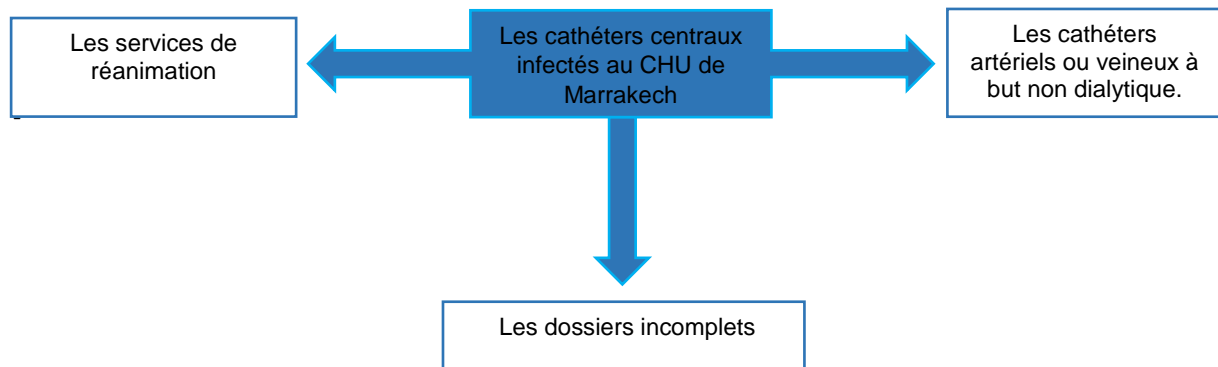 Les services de
réanimation
Les cathéters centraux
infectés au CHU de
Marrakech
Les cathéters
artériels ou veineux à
but non dialytique.
Les dossiers incomplets